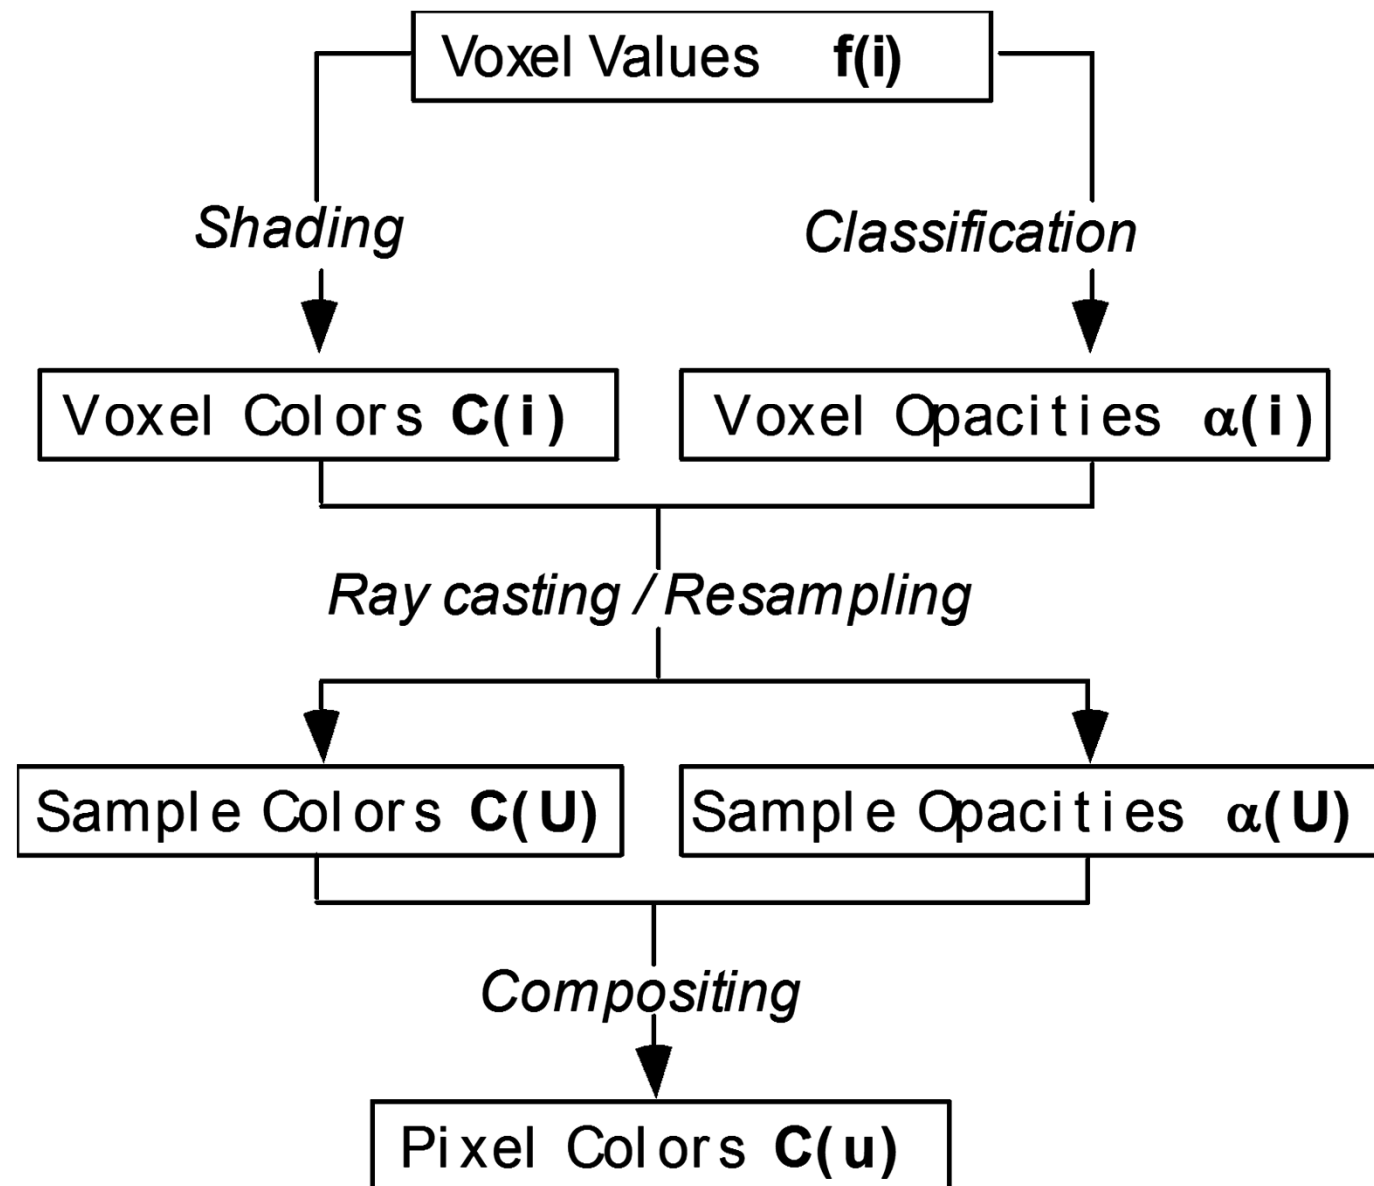 Voxel Values f(i)
Shading
Classification
Voxel Colors C(i)
Voxel Opacities α(i)
Ray casting / Resampling
Sample Colors C(U)
Sample Opacities α(U)
Compositing
Pixel Colors C(u)